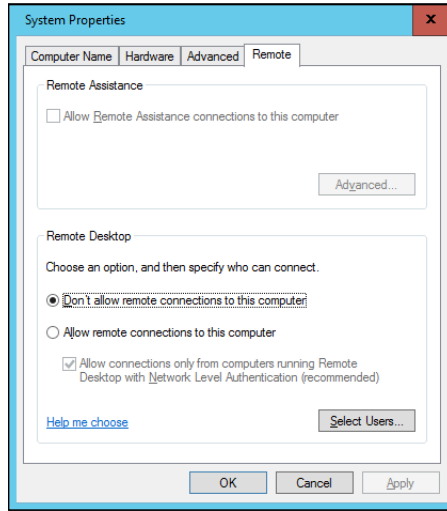 System Properties
x
Computer Name Hardware Advanced Remote
Remote Assistance
Allow Remote Assistance connections to this computer
Advanced...
Remote Desktop
Choose an option, and then specify who can connect.
Don't allow remote connections to this computer
Allow remote connections to this computer
Allow connections only from computers running Remote
Desktop with Network Level Authentication (recommended)
Help me choose Select Users...
OK Cancel Apply